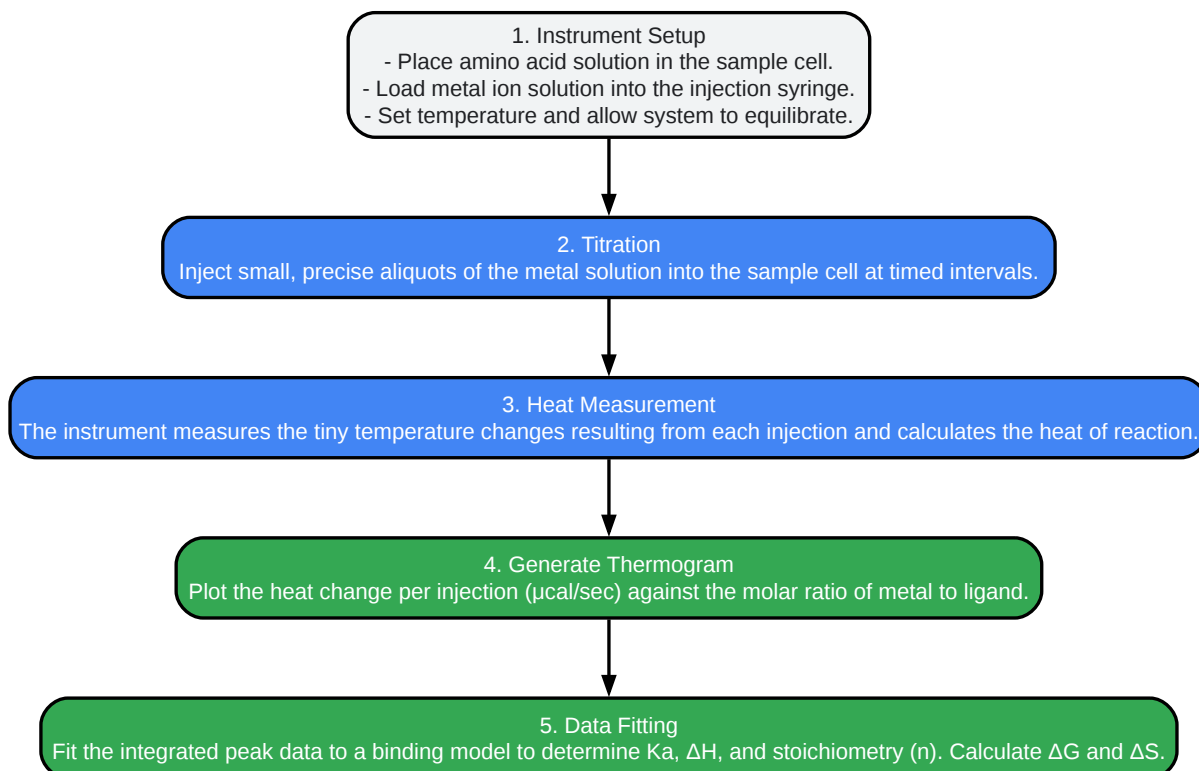 1. Instrument Setup
- Place amino acid solution in the sample cell.
- Load metal ion solution into the injection syringe.
- Set temperature and allow system to equilibrate.
2. Titration
Inject small, precise aliquots of the metal solution into the sample cell at timed intervals.
3. Heat Measurement
The instrument measures the tiny temperature changes resulting from each injection and calculates the heat of reaction.
4. Generate Thermogram
Plot the heat change per injection (μcal/sec) against the molar ratio of metal to ligand.
5. Data Fitting
Fit the integrated peak data to a binding model to determine Ka, ΔH, and stoichiometry (n). Calculate ΔG and ΔS.